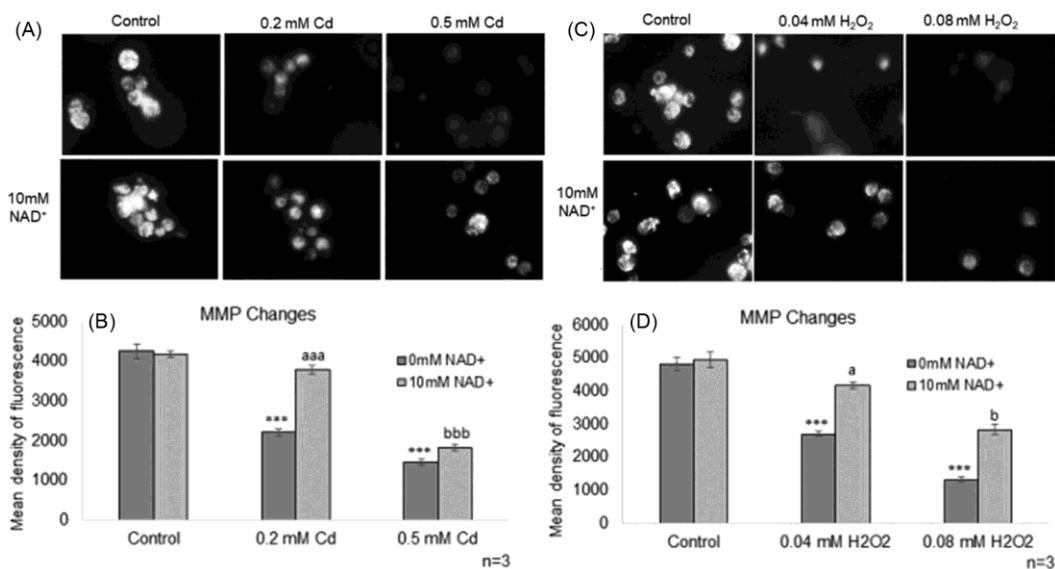 (A)
Control
0.2 mM Cd
0.5 mM Cd
10mM
NAD+
(B)
MMP Changes
Mean density of fluorescence
5000
4000
3000
2000
1000
0
0mM NAD+
10mM NAD+
***
aaa
***
bbb
Control
0.2 mM Cd
0.5 mM Cd
n=3
(C)
Control
0.04 mM H₂O₂
0.08 mM H₂O₂
10mM
NAD⁺
(D)
MMP Changes
Mean density of fluorescence
6000
5000
4000
3000
2000
1000
0
0mM NAD+
10mM NAD+
***
a
***
b
Control
0.04 mM H2O2
0.08 mM H2O2
n=3